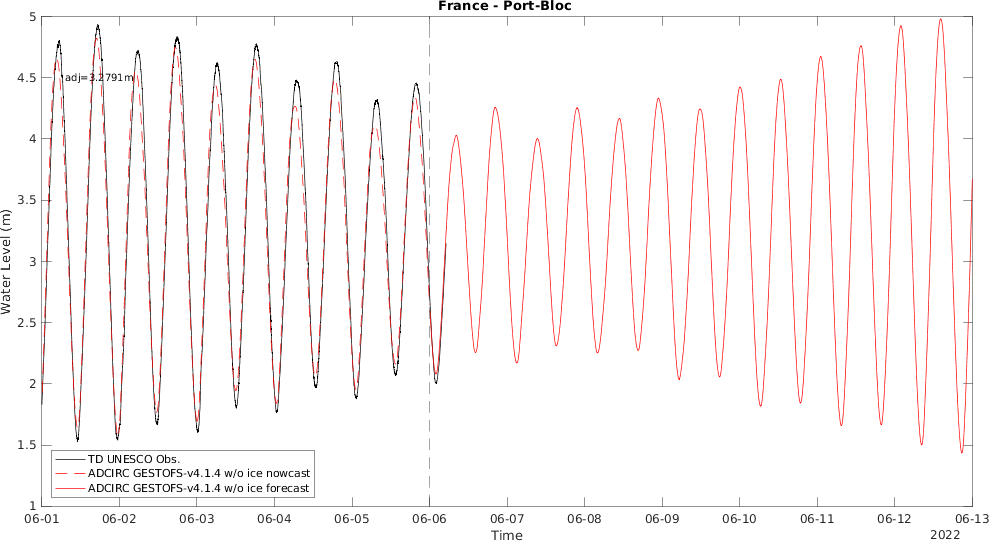 France - Port-Bloc
5
4.5
4
3.5
3
2.5
2
1.5
1
Water Level (m)
adj=3.2791m
TD UNESCO Obs.
ADCIRC GESTOFS-v4.1.4 w/o ice nowcast
ADCIRC GESTOFS-v4.1.4 w/o ice forecast
06-01 06-02 06-03 06-04 06-05 06-06 06-07 06-08 06-09 06-10 06-11 06-12 06-13
Time
2022